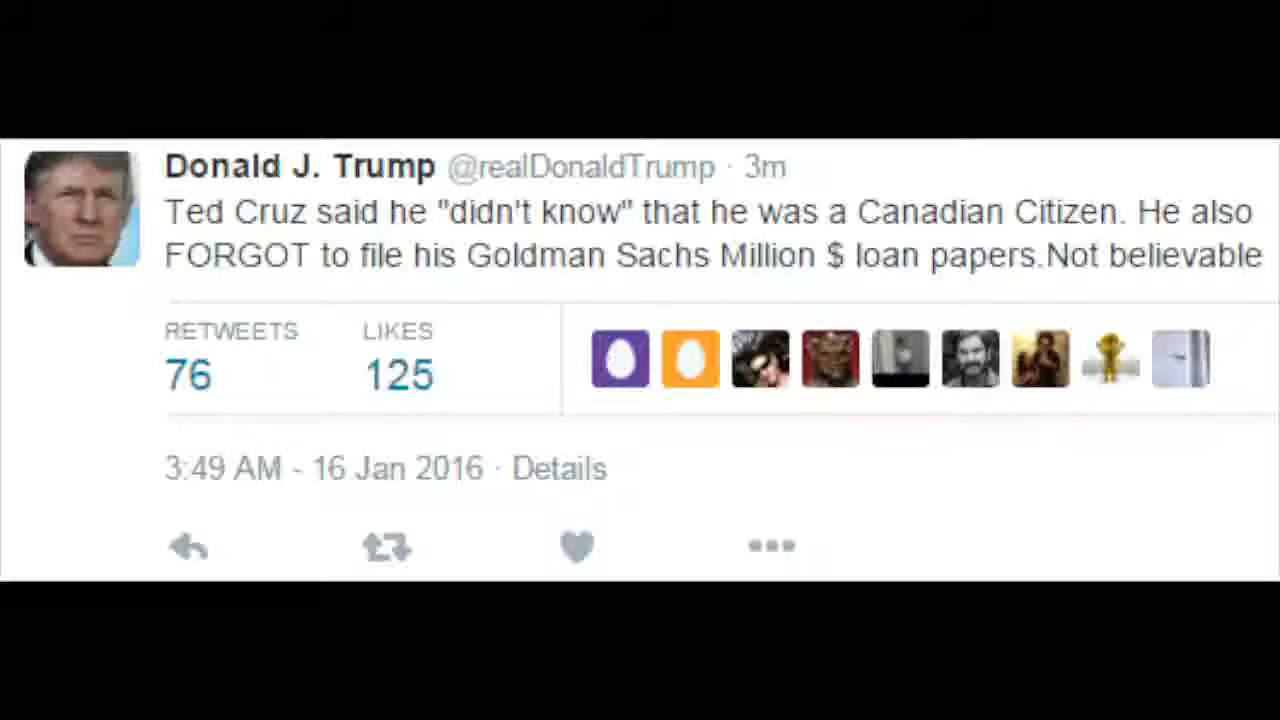 Donald J. Trump @realDonaldTrump · 3m
Ted Cruz said he "didn't know" that he was a Canadian Citizen. He also
FORGOT to file his Goldman Sachs Million $ loan papers.Not believable
RETWEETS LIKES
76 125
3:49 AM - 16 Jan 2016 · Details